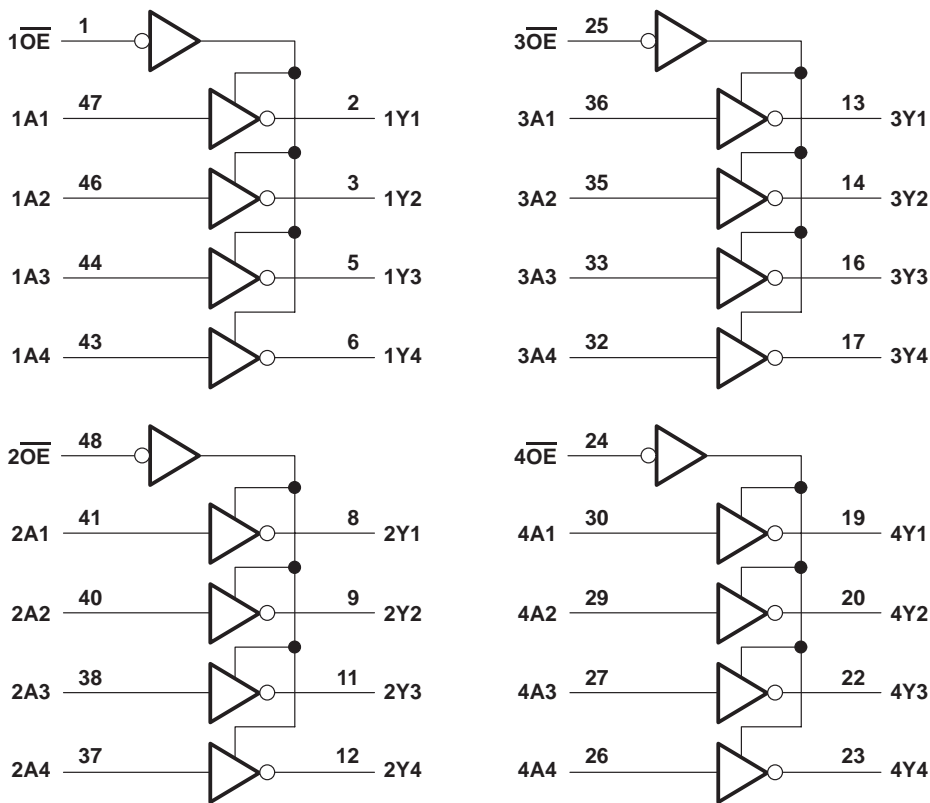 1OE 1
1A1 47 2 1Y1
1A2 46 3 1Y2
1A3 44 5 1Y3
1A4 43 6 1Y4
3OE 25
3A1 36 13 3Y1
3A2 35 14 3Y2
3A3 33 16 3Y3
3A4 32 17 3Y4
2OE 48
2A1 41 8 2Y1
2A2 40 9 2Y2
2A3 38 11 2Y3
2A4 37 12 2Y4
4OE 24
4A1 30 19 4Y1
4A2 29 20 4Y2
4A3 27 22 4Y3
4A4 26 23 4Y4